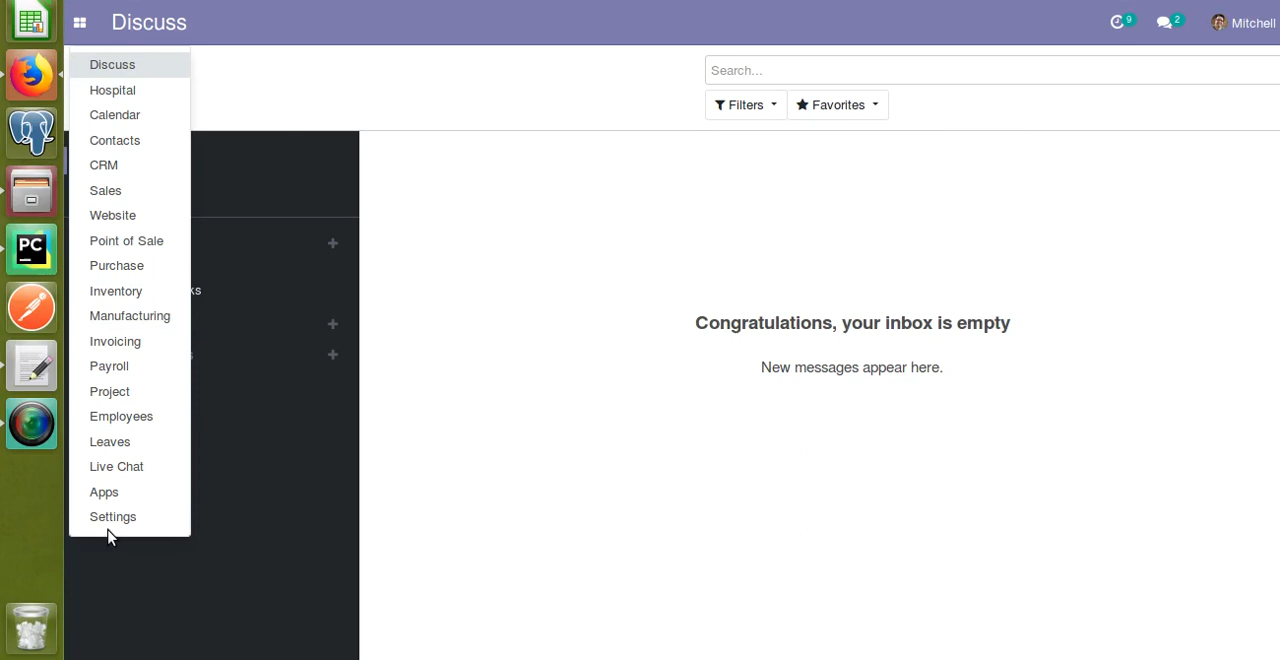 Discuss
9
2
Mitchell
Search...
Filters
Favorites
Discuss
Hospital
Calendar
Contacts
CRM
Sales
Website
Point of Sale
Purchase
Inventory
Manufacturing
Invoicing
Payroll
Project
Employees
Leaves
Live Chat
Apps
Settings
ks
s
Congratulations, your inbox is empty
New messages appear here.
PC